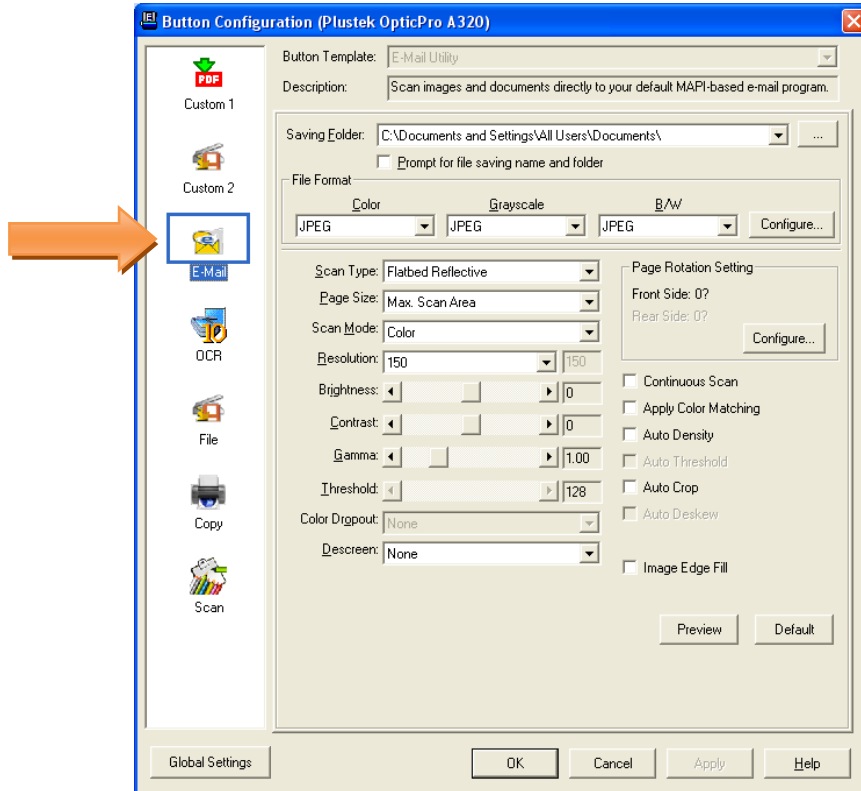 Button Configuration (Plustek OpticPro A320)
Button Template: E-Mail Utility
Description: Scan images and documents directly to your default MAPI-based e-mail program.
PDF
Custom 1
Custom 2
E-Mail
OCR
File
Copy
Scan
Saving Folder: C:\Documents and Settings\All Users\Documents\ ...
Prompt for file saving name and folder
File Format
Color Grayscale B/W
JPEG JPEG JPEG Configure...
Scan Type: Flatbed Reflective
Page Size: Max. Scan Area
Scan Mode: Color
Resolution: 150 150
Brightness: 0
Contrast: 0
Gamma: 1.00
Threshold: 128
Color Dropout: None
Descreen: None
Page Rotation Setting
Front Side: 0?
Rear Side: 0?
Configure...
Continuous Scan
Apply Color Matching
Auto Density
Auto Threshold
Auto Crop
Auto Deskew
Image Edge Fill
Preview Default
Global Settings OK Cancel Apply Help